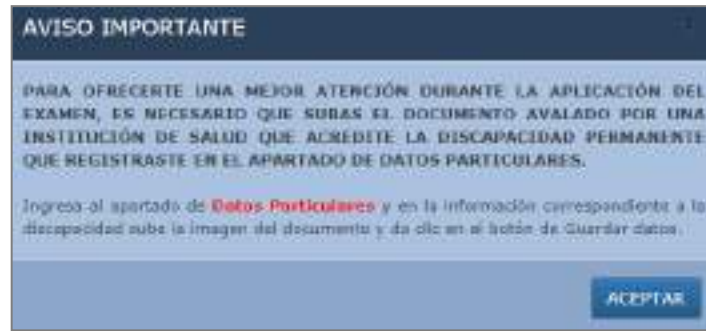 AVISO IMPORTANTE
PARA OFRECERTE UNA MEJOR ATENCIÓN DURANTE LA APLICACIÓN DEL
EXAMEN, ES NECESARIO QUE SUBAS EL DOCUMENTO AVALADO POR UNA
INSTITUCIÓN DE SALUD QUE ACREDITE LA DISCAPACIDAD PERMANENTE
QUE REGISTRASTE EN EL APARTADO DE DATOS PARTICULARES.
Ingresa al apartado de Datos Particulares y en la información correspondiente a la
discapacidad sube la imagen del documento y da clic en el botón de Guardar datos.
ACEPTAR